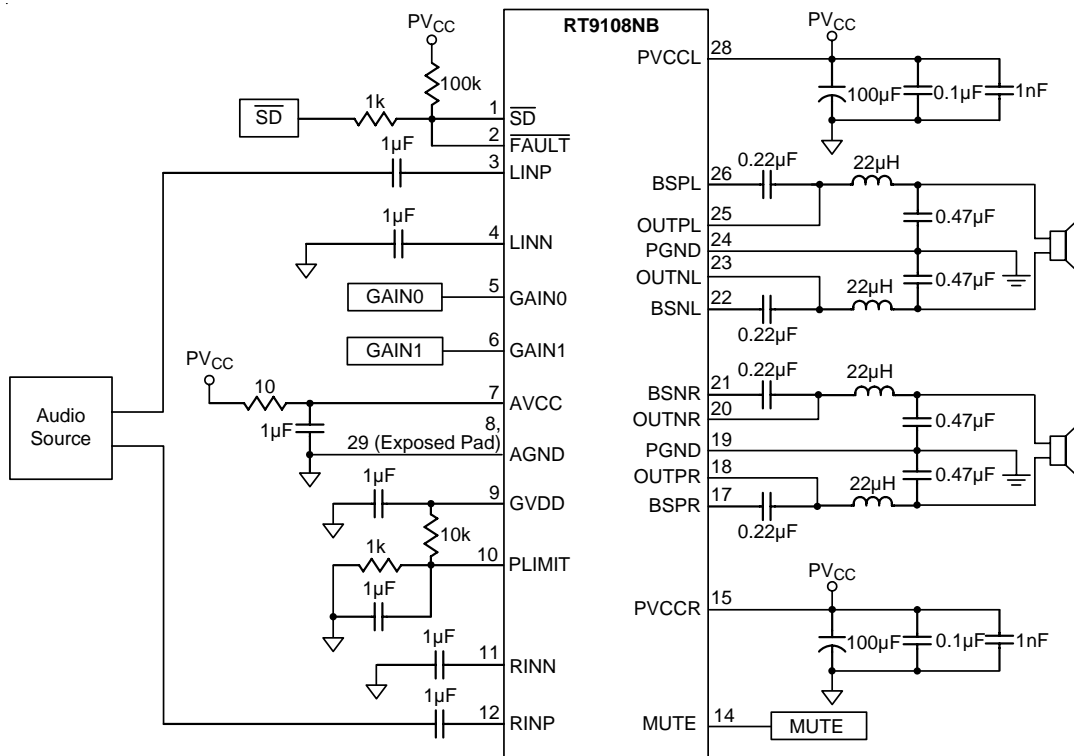 RT9108NB
PVCC
100k
1k
SD
1 SD
2 FAULT
1µF
3 LINP
1µF
4 LINN
GAIN0
5 GAIN0
GAIN1
6 GAIN1
PVCC
10
7 AVCC
1µF
8,
29 (Exposed Pad) AGND
Audio
Source
1µF
9 GVDD
10k
1k
10 PLIMIT
1µF
1µF
11 RINN
1µF
12 RINP
PVCC
PVCCL 28
100µF 0.1µF 1nF
0.22µF
22µH
BSPL 26
OUTPL 25
0.47µF
PGND 24
OUTNL 23
0.47µF
22µH
BSNL 22
0.22µF
0.22µF
22µH
BSNR 21
OUTNR 20
0.47µF
PGND 19
OUTPR 18
0.47µF
22µH
BSPR 17
0.22µF
PVCC
PVCCR 15
100µF 0.1µF 1nF
MUTE 14 MUTE